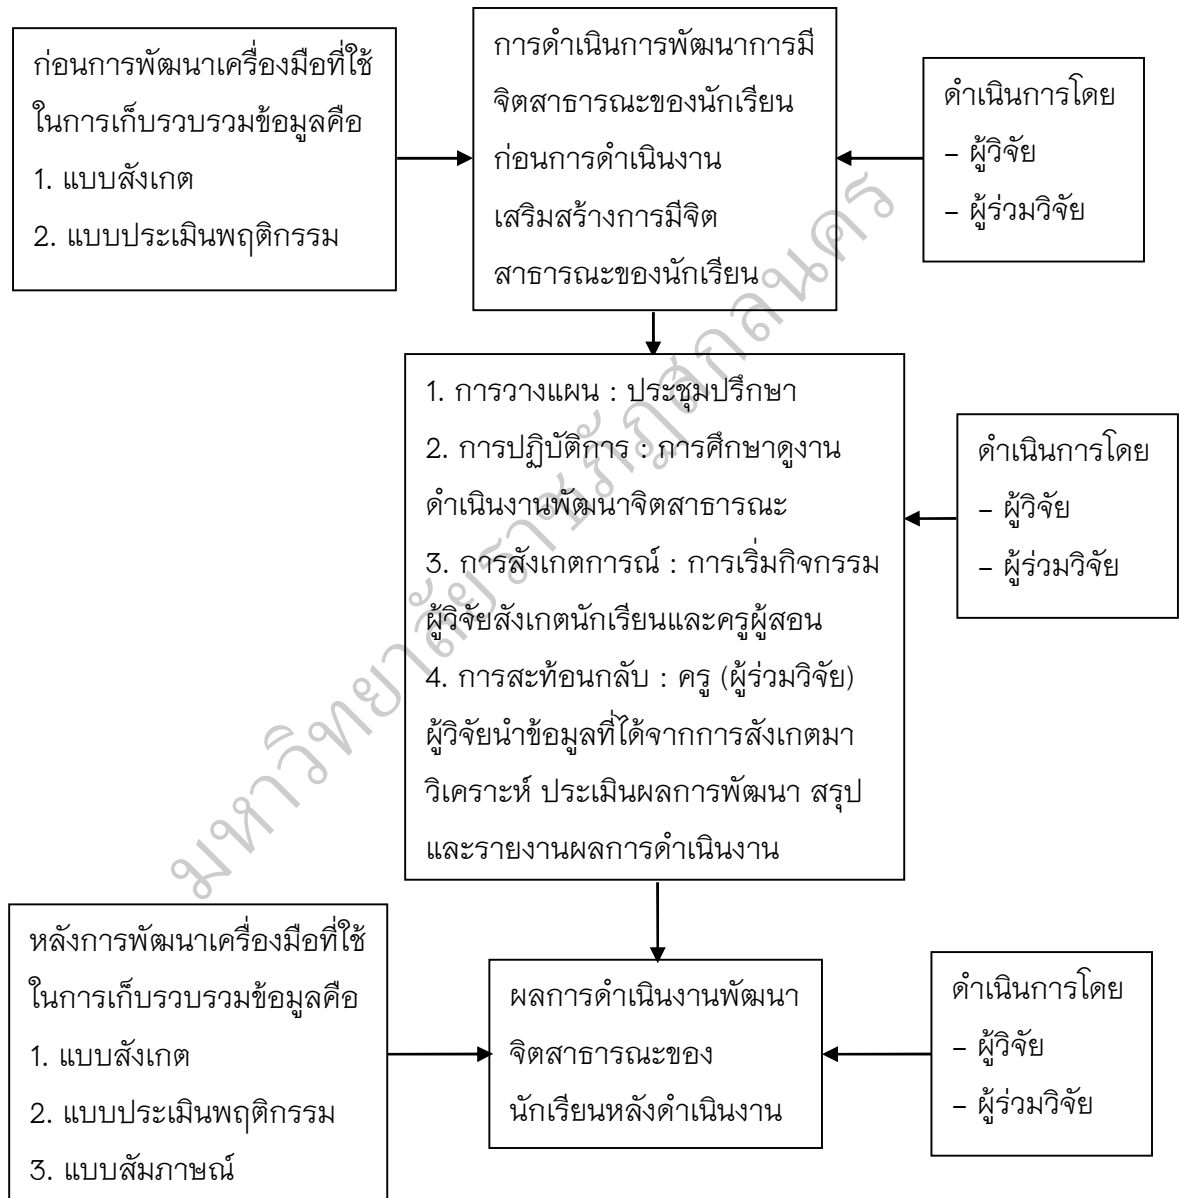 ก่อนการพัฒนาเครื่องมือที่ใช้
ในการเก็บรวบรวมข้อมูลคือ
1. แบบสังเกต
2. แบบประเมินพฤติกรรม
การดำเนินการพัฒนาการมี
จิตสาธารณะของนักเรียน
ก่อนการดำเนินงาน
เสริมสร้างการมีจิต
สาธารณะของนักเรียน
ดำเนินการโดย
– ผู้วิจัย
– ผู้ร่วมวิจัย
1. การวางแผน : ประชุมปรึกษา
2. การปฏิบัติการ : การศึกษาดูงาน
ดำเนินงานพัฒนาจิตสาธารณะ
3. การสังเกตการณ์ : การเริ่มกิจกรรม
ผู้วิจัยสังเกตนักเรียนและครูผู้สอน
4. การสะท้อนกลับ : ครู (ผู้ร่วมวิจัย)
ผู้วิจัยนำข้อมูลที่ได้จากการสังเกตมา
วิเคราะห์ ประเมินผลการพัฒนา สรุป
และรายงานผลการดำเนินงาน
ดำเนินการโดย
– ผู้วิจัย
– ผู้ร่วมวิจัย
หลังการพัฒนาเครื่องมือที่ใช้
ในการเก็บรวบรวมข้อมูลคือ
1. แบบสังเกต
2. แบบประเมินพฤติกรรม
3. แบบสัมภาษณ์
ผลการดำเนินงานพัฒนา
จิตสาธารณะของ
นักเรียนหลังดำเนินงาน
ดำเนินการโดย
– ผู้วิจัย
– ผู้ร่วมวิจัย
มหาวิทยาลัยราชภัฏสกลนคร